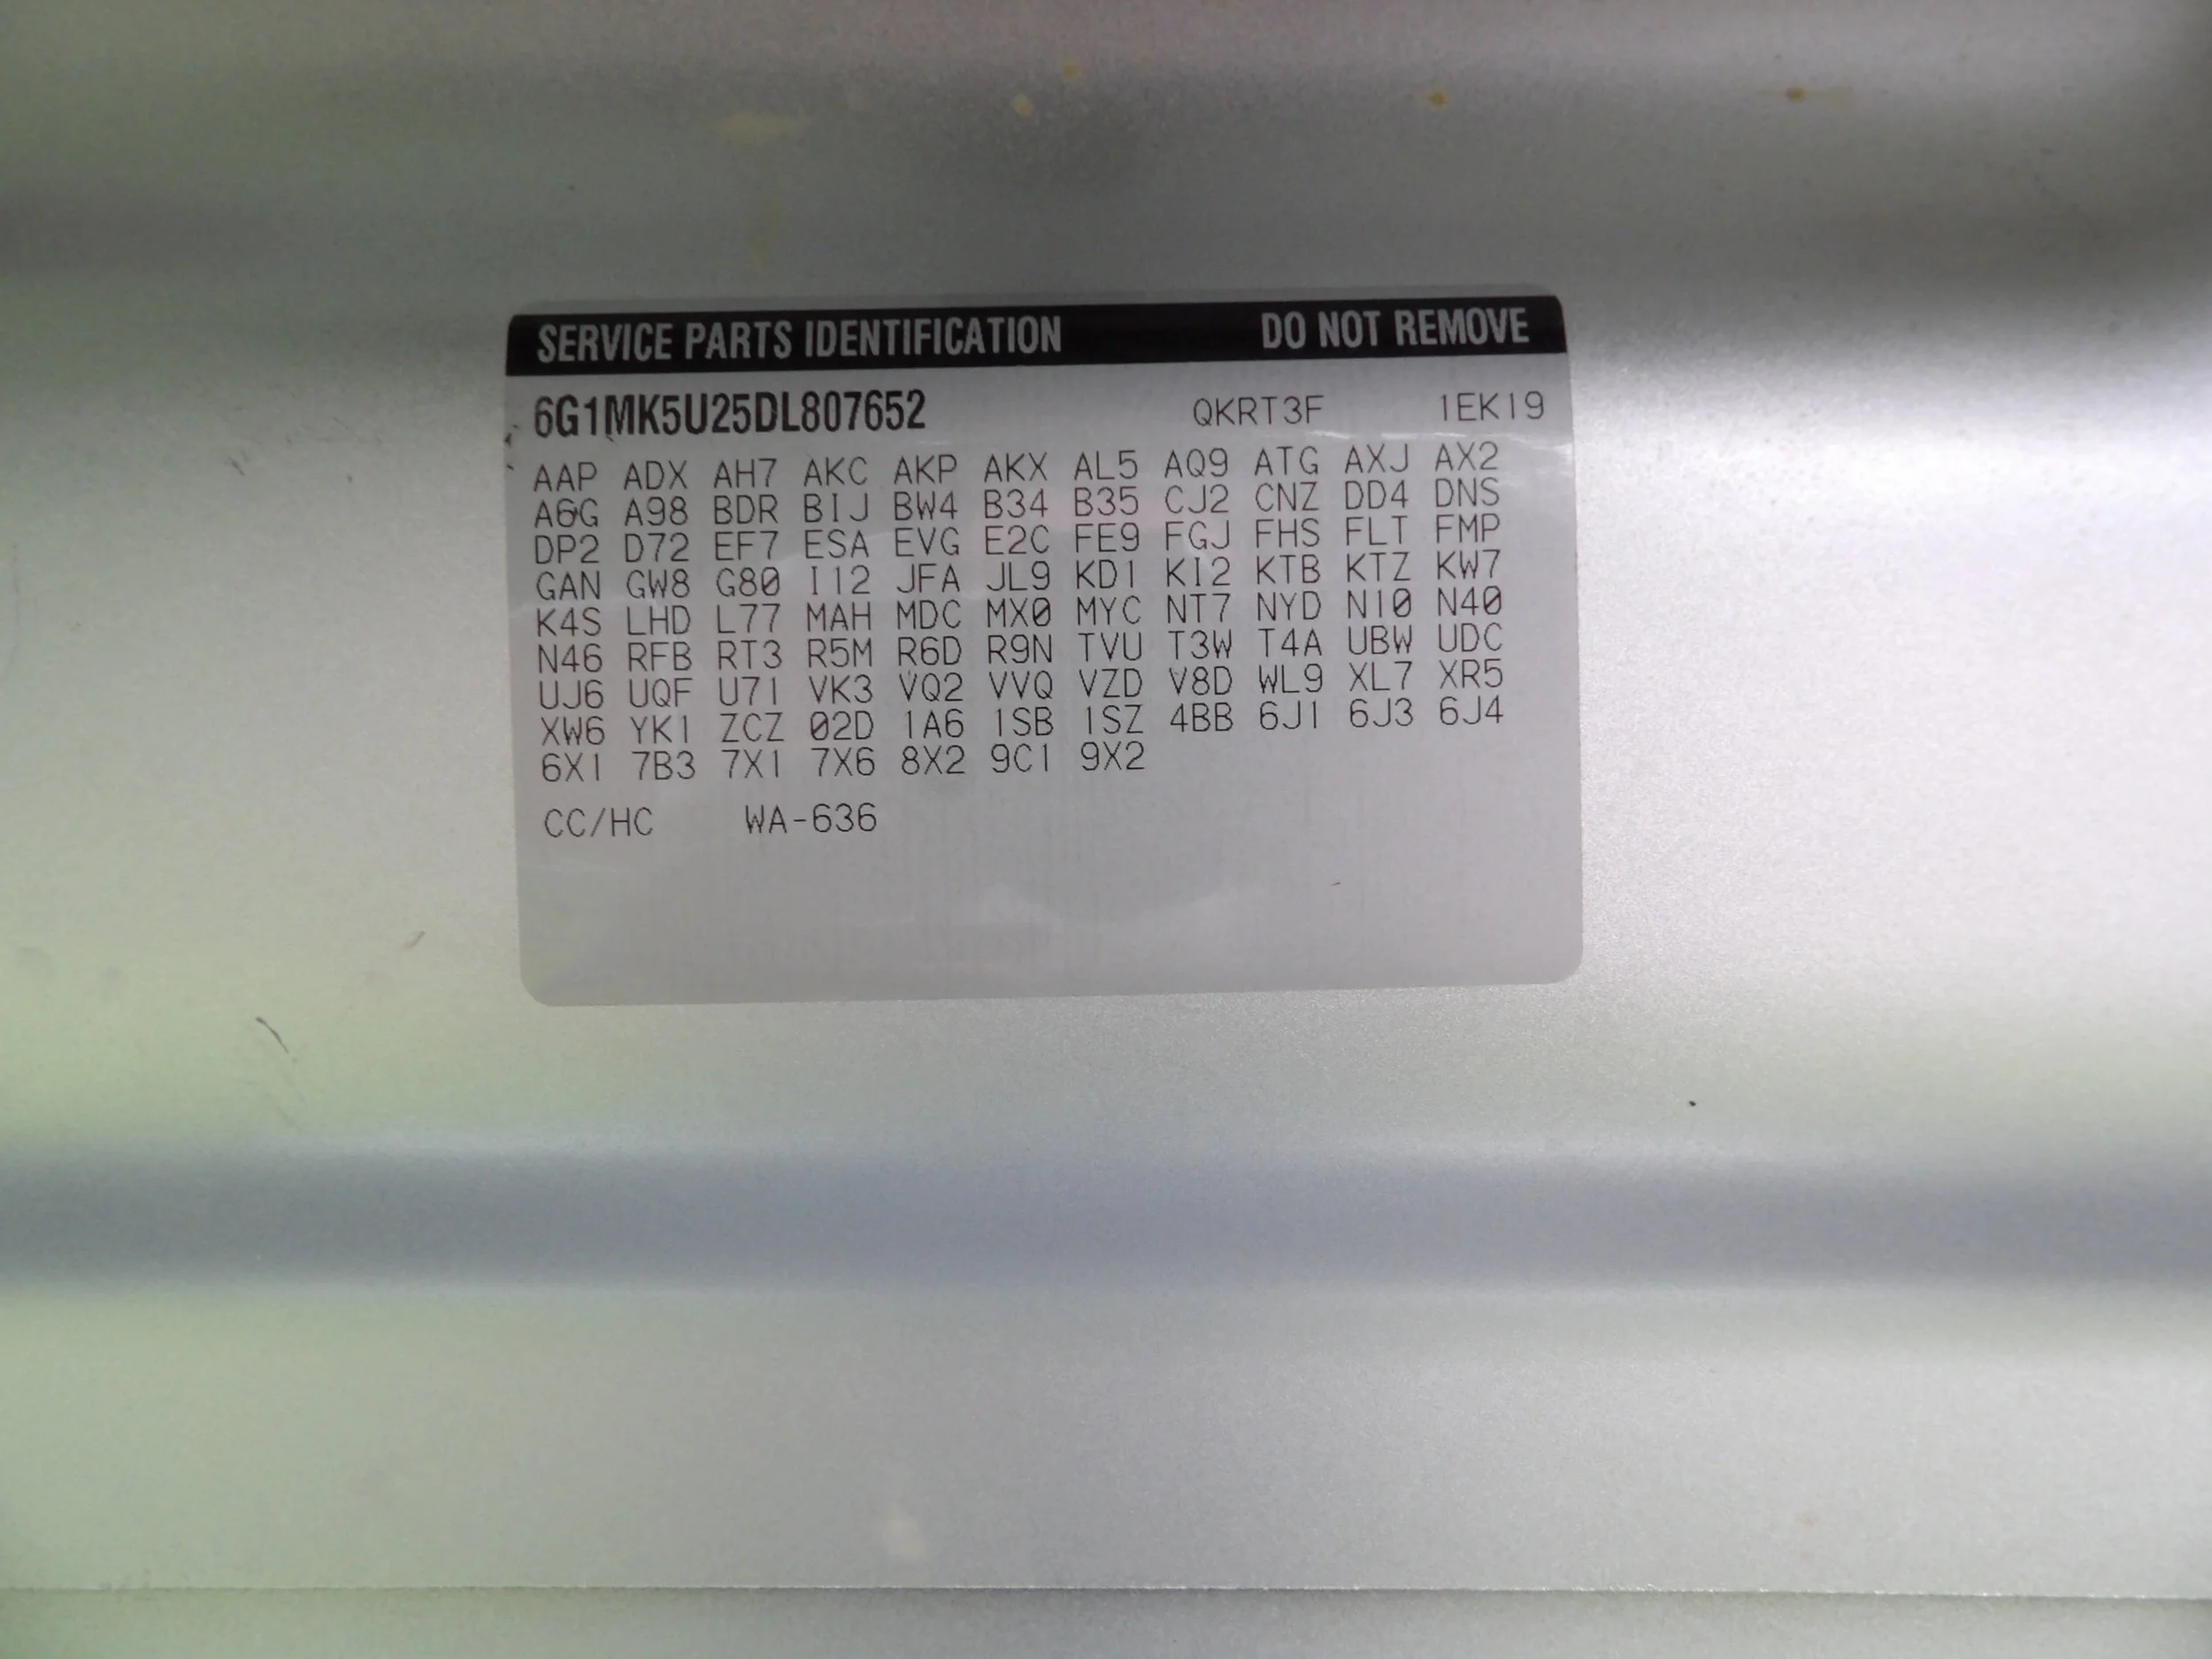 SERVICE PARTS IDENTIFICATION DO NOT REMOVE
6G1MK5U25DL807652 QKRT3F 1EK19
AAP ADX AH7 AKC AKP AKX AL5 AQ9 ATG AXJ AX2
A6G A98 BDR BIJ BW4 B34 B35 CJ2 CNZ DD4 DNS
DP2 D72 EF7 ESA EVG E2C FE9 FGJ FHS FLT FMP
GAN GW8 G80 I12 JFA JL9 KD1 KI2 KTB KTZ KW7
K4S LHD L77 MAH MDC MX0 MYC NT7 NYD N10 N40
N46 RFB RT3 R5M R6D R9N TVU T3W T4A UBW UDC
UJ6 UQF U71 VK3 VQ2 VVQ VZD V8D WL9 XL7 XR5
XW6 YK1 ZCZ 02D 1A6 1SB 1SZ 4BB 6J1 6J3 6J4
6X1 7B3 7X1 7X6 8X2 9C1 9X2
CC/HC WA-636